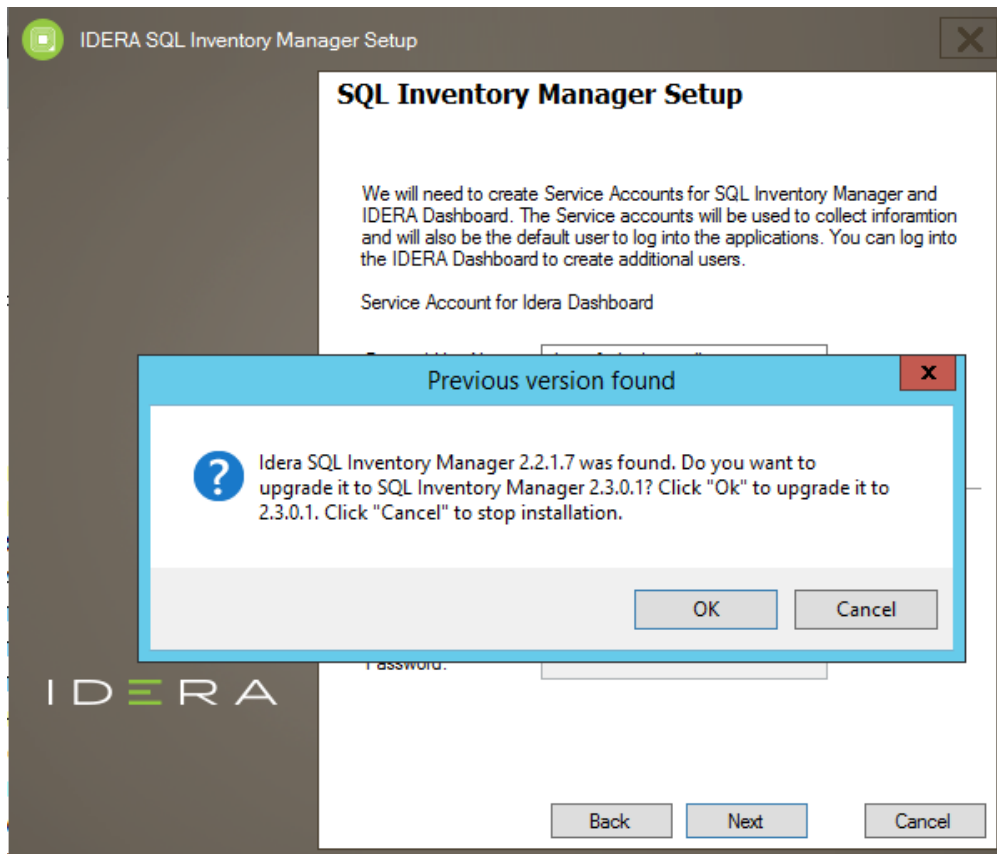 IDERA SQL Inventory Manager Setup
SQL Inventory Manager Setup
We will need to create Service Accounts for SQL Inventory Manager and
IDERA Dashboard. The Service accounts will be used to collect inforamtion
and will also be the default user to log into the applications. You can log into
the IDERA Dashboard to create additional users.
Service Account for Idera Dashboard
Previous version found
x
Idera SQL Inventory Manager 2.2.1.7 was found. Do you want to
upgrade it to SQL Inventory Manager 2.3.0.1? Click "Ok" to upgrade it to
2.3.0.1. Click "Cancel" to stop installation.
OK Cancel
Password:
IDERA
Back Next Cancel